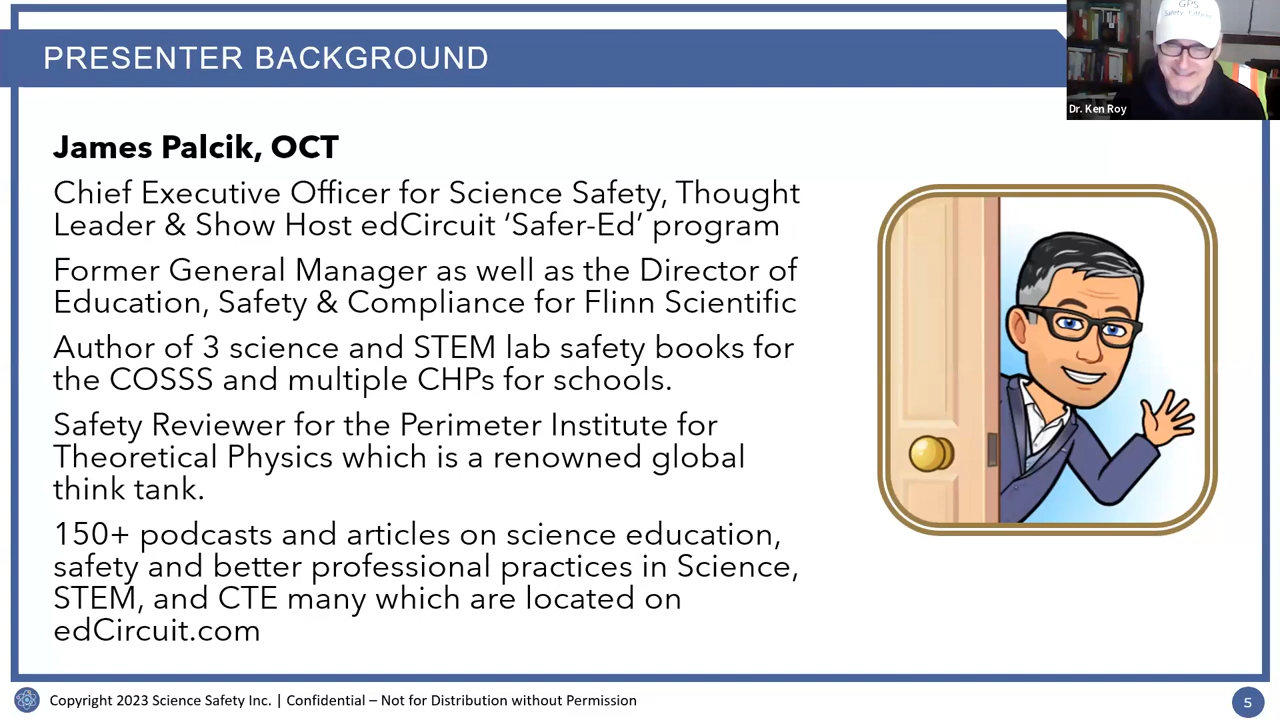 PRESENTER BACKGROUND
GPS
Safety Officer
Dr. Ken Roy
James Palcik, OCT
Chief Executive Officer for Science Safety, Thought
Leader & Show Host edCircuit ‘Safer-Ed’ program
Former General Manager as well as the Director of
Education, Safety & Compliance for Flinn Scientific
Author of 3 science and STEM lab safety books for
the COSSS and multiple CHPs for schools.
Safety Reviewer for the Perimeter Institute for
Theoretical Physics which is a renowned global
think tank.
150+ podcasts and articles on science education,
safety and better professional practices in Science,
STEM, and CTE many which are located on
edCircuit.com
Copyright 2023 Science Safety Inc. | Confidential – Not for Distribution without Permission
5